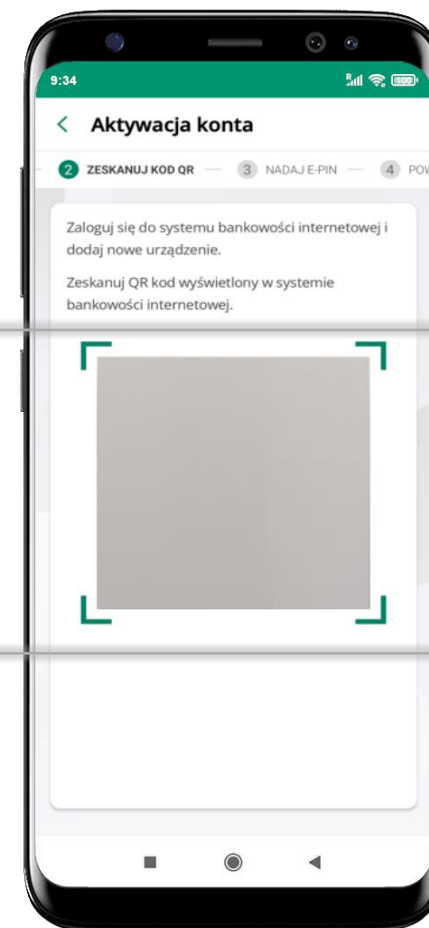 9:34
Aktywacja konta
2 ZESKANUJ KOD QR 3 NADAJ E-PIN 4 POW
Zaloguj się do systemu bankowości internetowej i
dodaj nowe urządzenie.
Zeskanuj QR kod wyświetlony w systemie
bankowości internetowej.